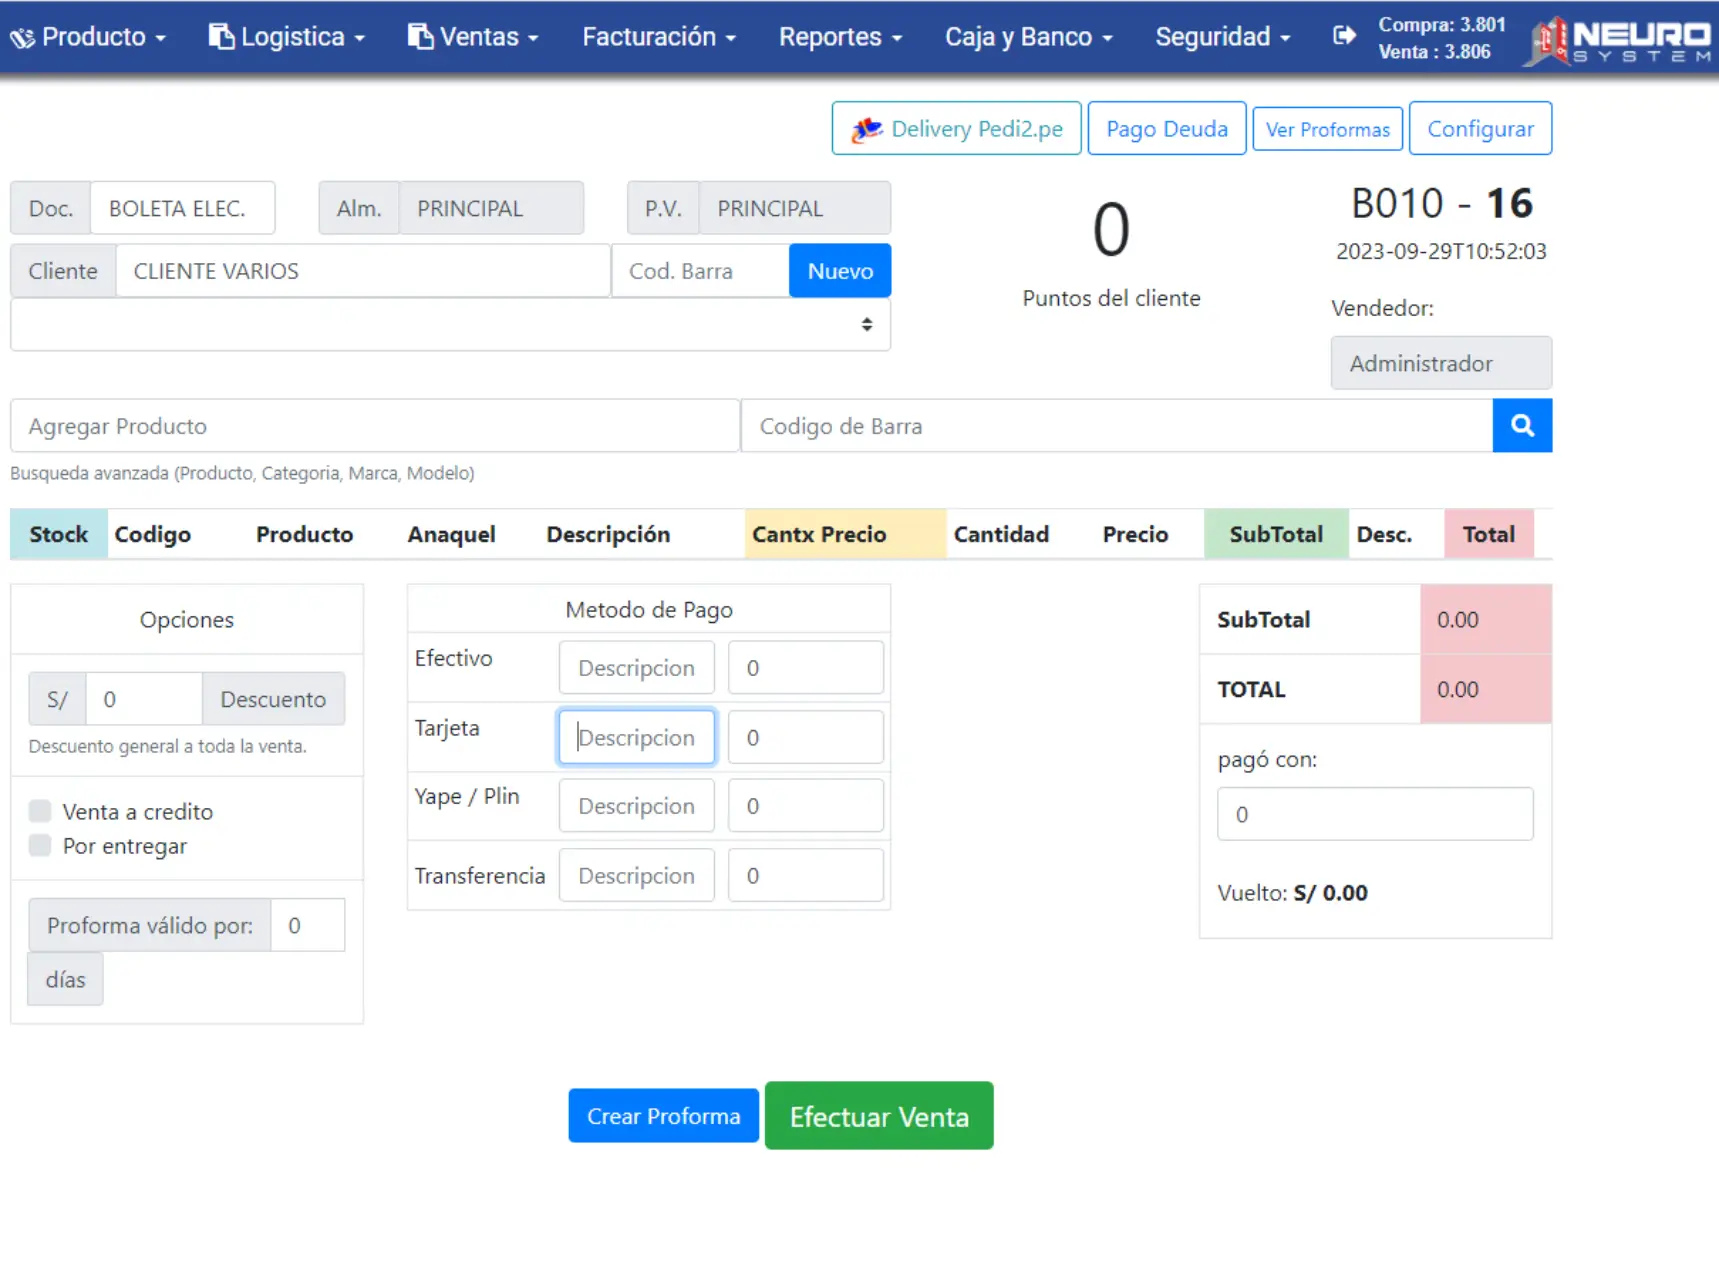 Producto Logistica Ventas Facturación Reportes Caja y Banco Seguridad Compra: 3.801
Venta : 3.806
NEURO
SYSTEM
Delivery Pedi2.pe Pago Deuda Ver Proformas Configurar
Doc. BOLETA ELEC. Alm. PRINCIPAL P.V. PRINCIPAL
0
B010 - 16
2023-09-29T10:52:03
Cliente CLIENTE VARIOS Cod. Barra Nuevo
Puntos del cliente
Vendedor:
Administrador
Agregar Producto Codigo de Barra
Busqueda avanzada (Producto, Categoria, Marca, Modelo)
Stock Codigo Producto Anaquel Descripción Cantx Precio Cantidad Precio SubTotal Desc. Total
Opciones
S/ 0 Descuento
Descuento general a toda la venta.
Venta a credito
Por entregar
Proforma válido por: 0
días
Metodo de Pago
Efectivo Descripcion 0
Tarjeta Descripcion 0
Yape / Plin Descripcion 0
Transferencia Descripcion 0
SubTotal 0.00
TOTAL 0.00
pagó con:
0
Vuelto: S/ 0.00
Crear Proforma Efectuar Venta